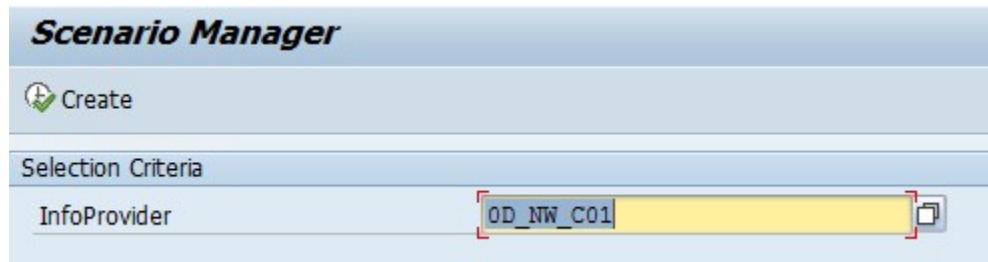 Scenario Manager
Create
Selection Criteria
InfoProvider 0D_NW_C01